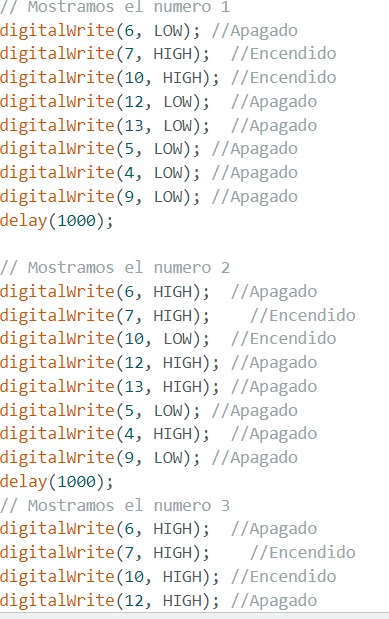 // Mostramos el numero 1
digitalWrite(6, LOW); //Apagado
digitalWrite(7, HIGH);  //Encendido
digitalWrite(10, HIGH); //Encendido
digitalWrite(12, LOW);  //Apagado
digitalWrite(13, LOW);  //Apagado
digitalWrite(5, LOW); //Apagado
digitalWrite(4, LOW); //Apagado
digitalWrite(9, LOW); //Apagado
delay(1000);

// Mostramos el numero 2
digitalWrite(6, HIGH);  //Apagado
digitalWrite(7, HIGH);    //Encendido
digitalWrite(10, LOW);  //Encendido
digitalWrite(12, HIGH); //Apagado
digitalWrite(13, HIGH); //Apagado
digitalWrite(5, LOW); //Apagado
digitalWrite(4, HIGH);  //Apagado
digitalWrite(9, LOW); //Apagado
delay(1000);
// Mostramos el numero 3
digitalWrite(6, HIGH);  //Apagado
digitalWrite(7, HIGH);    //Encendido
digitalWrite(10, HIGH); //Encendido
digitalWrite(12, HIGH); //Apagado